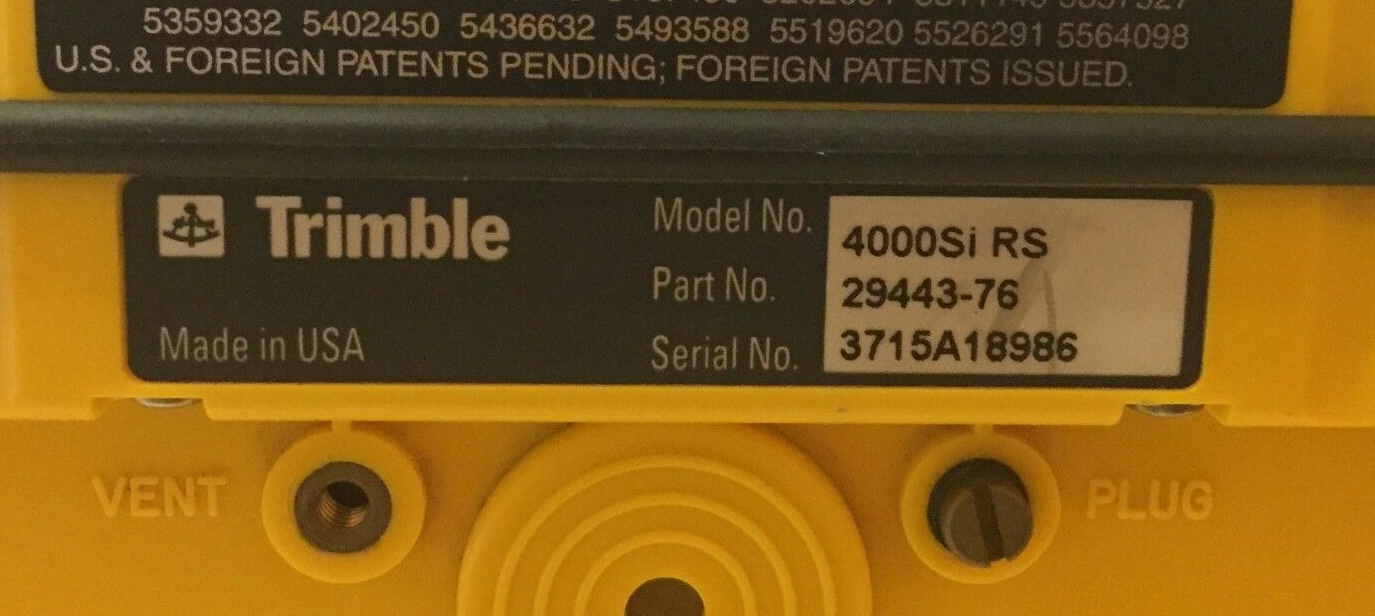 5359332 5402450 5436632 5493588 5519620 5526291 5564098
U.S. & FOREIGN PATENTS PENDING; FOREIGN PATENTS ISSUED.
Trimble
Made in USA
Model No. 4000Si RS
Part No. 29443-76
Serial No. 3715A18986
VENT
PLUG